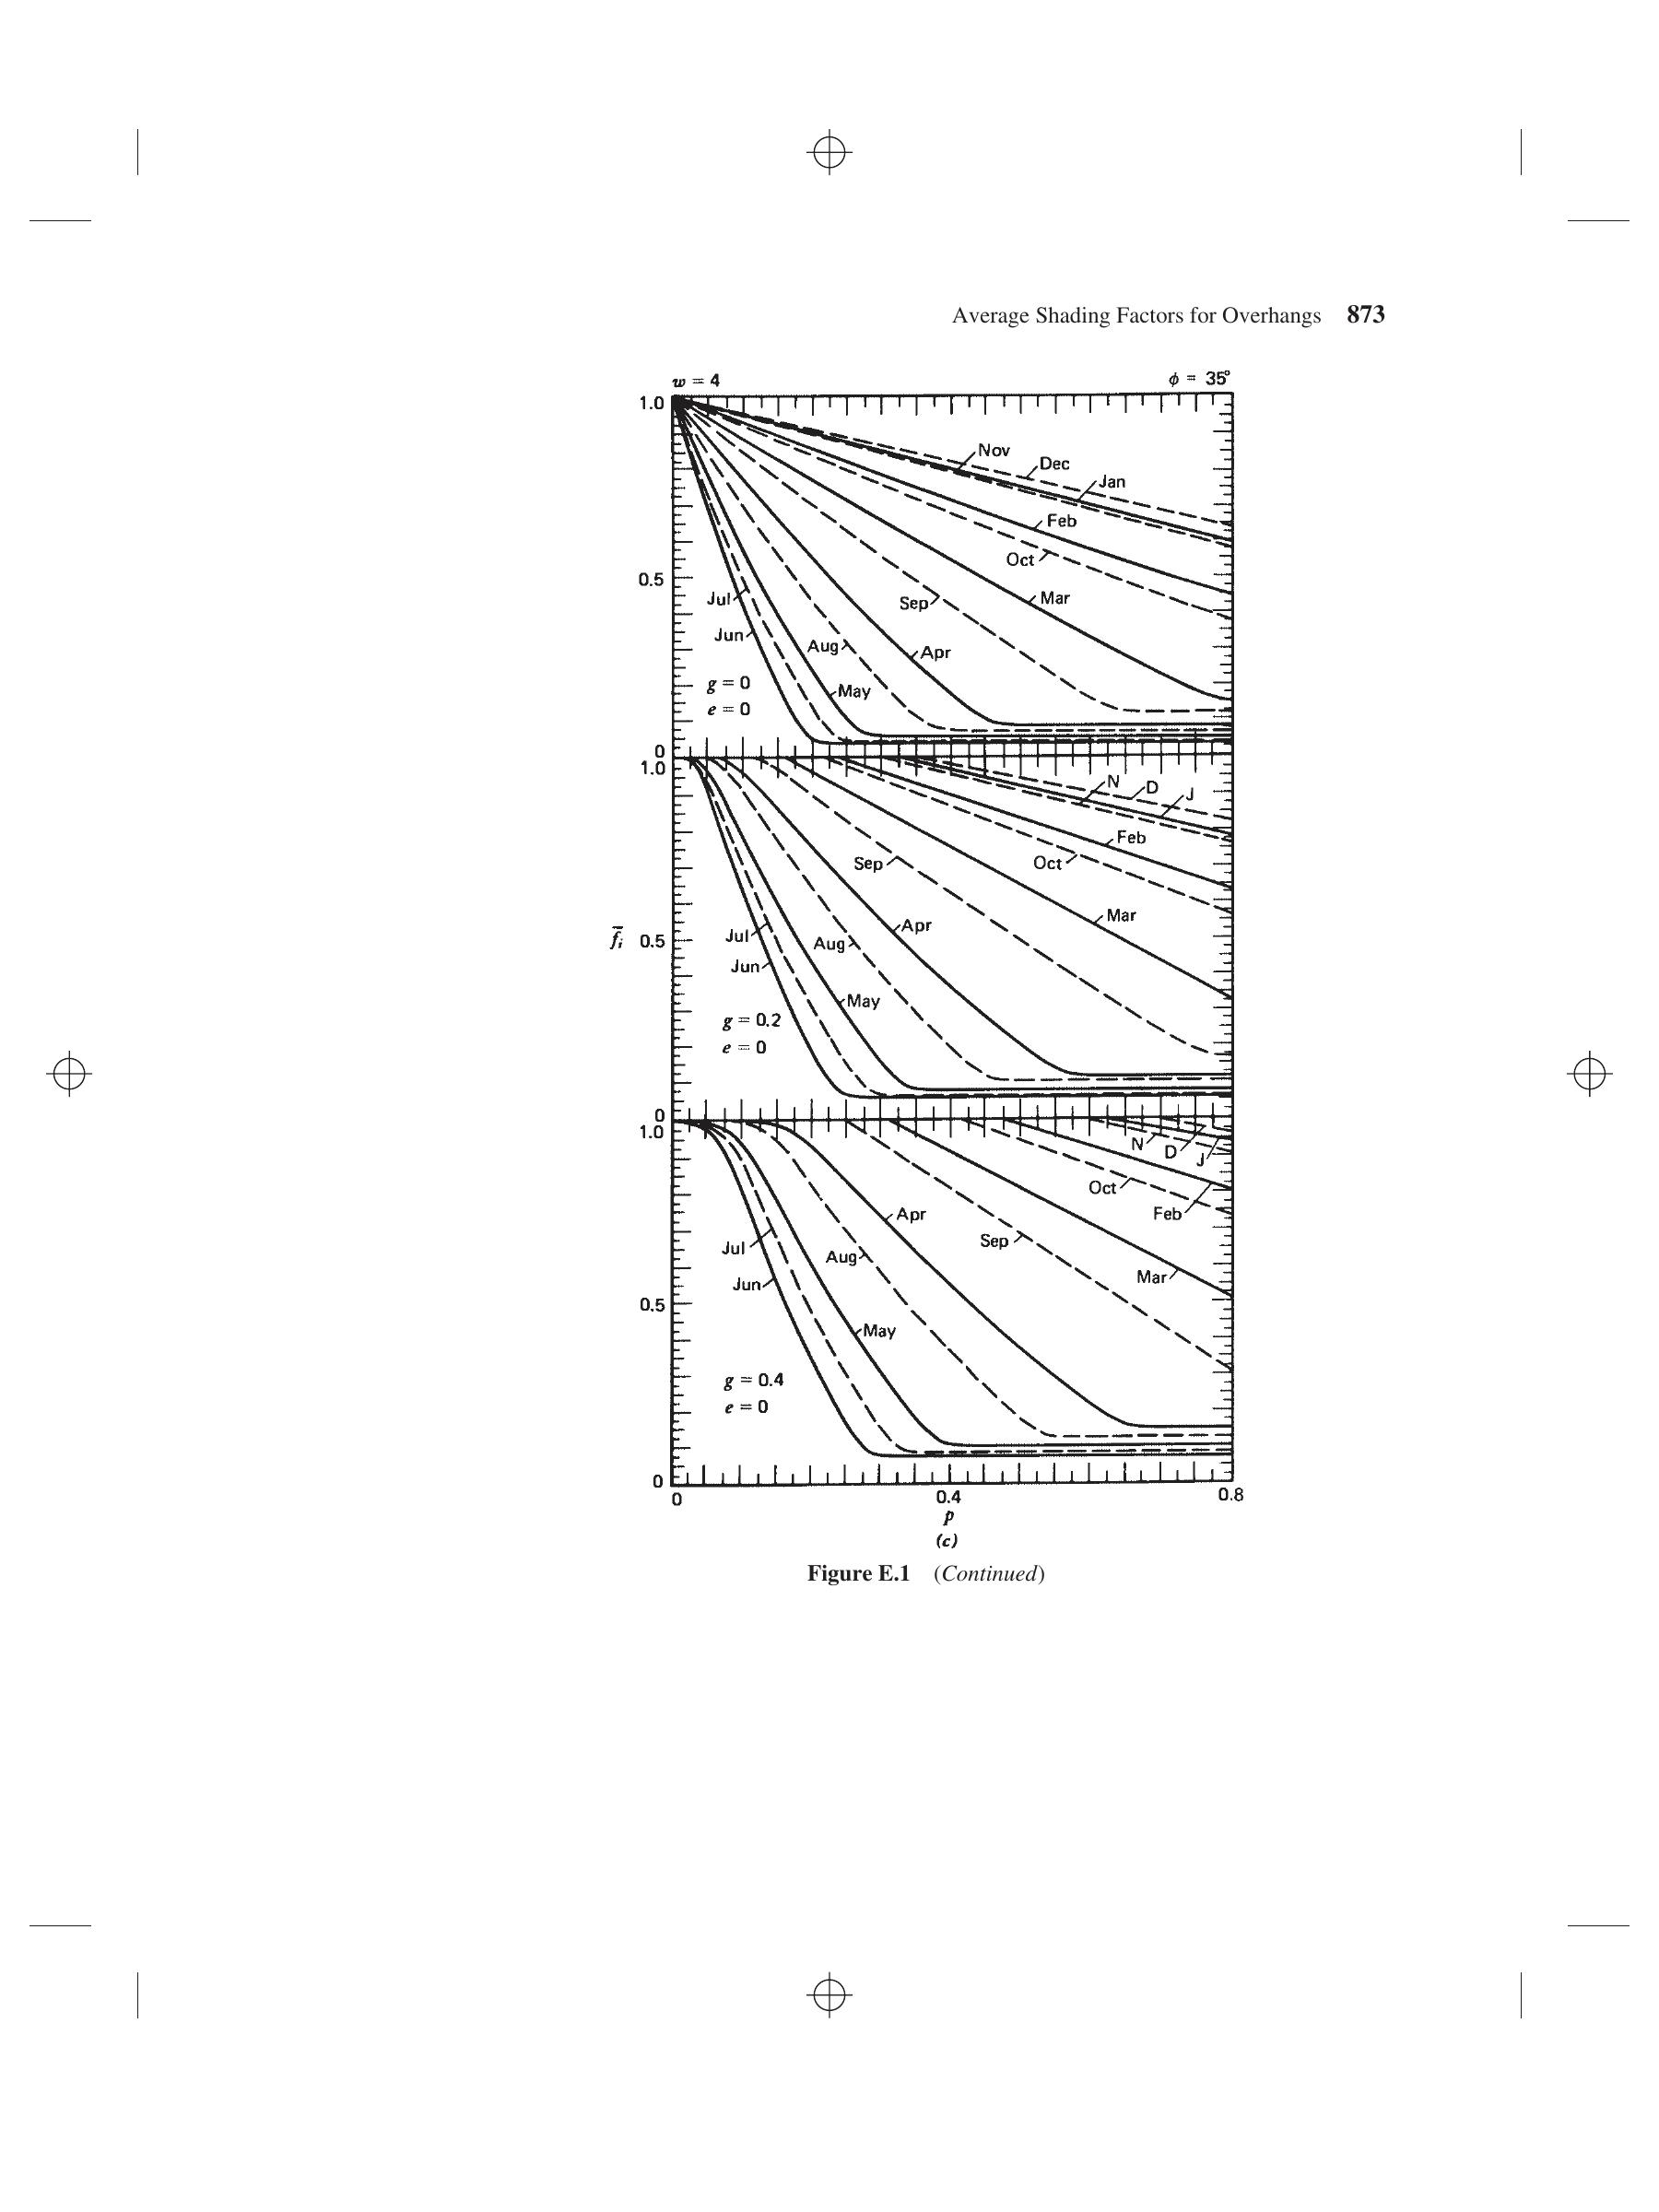 Average Shading Factors for Overhangs 873
w = 4
ϕ = 35°
1.0
Nov
Dec
Jan
Feb
Oct
0.5
Jul
Sep
Mar
Jun
Aug
Apr
g = 0
May
e = 0
0
1.0
N
D
J
Feb
Sep
Oct
Mar
Apr
f̄i 0.5
Jul
Aug
Jun
May
g = 0.2
e = 0
0
1.0
N
D
J
Oct
Apr
Feb
Sep
Jul
Aug
Mar
Jun
0.5
May
g = 0.4
e = 0
0
0
0.4
0.8
p
(c)
Figure E.1 (Continued)